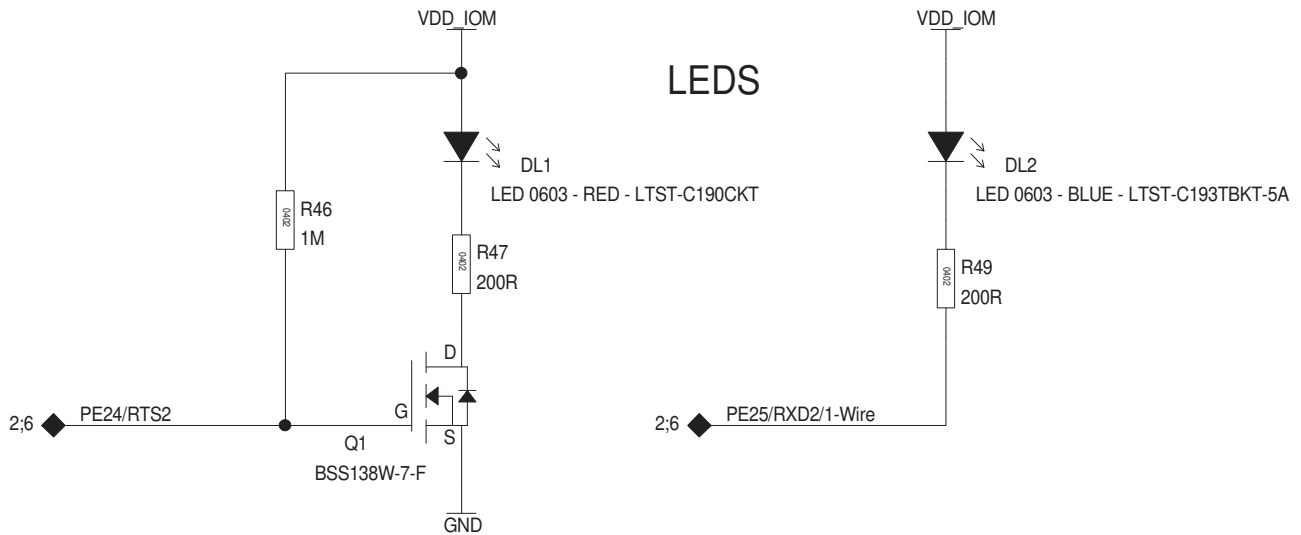 VDD_IOM
VDD_IOM
LEDS
DL1
LED 0603 - RED - LTST-C190CKT
DL2
LED 0603 - BLUE - LTST-C193TBKT-5A
0402
R46
1M
0402
R47
200R
0402
R49
200R
D
G
S
2;6
PE24/RTS2
Q1
BSS138W-7-F
GND
2;6
PE25/RXD2/1-Wire